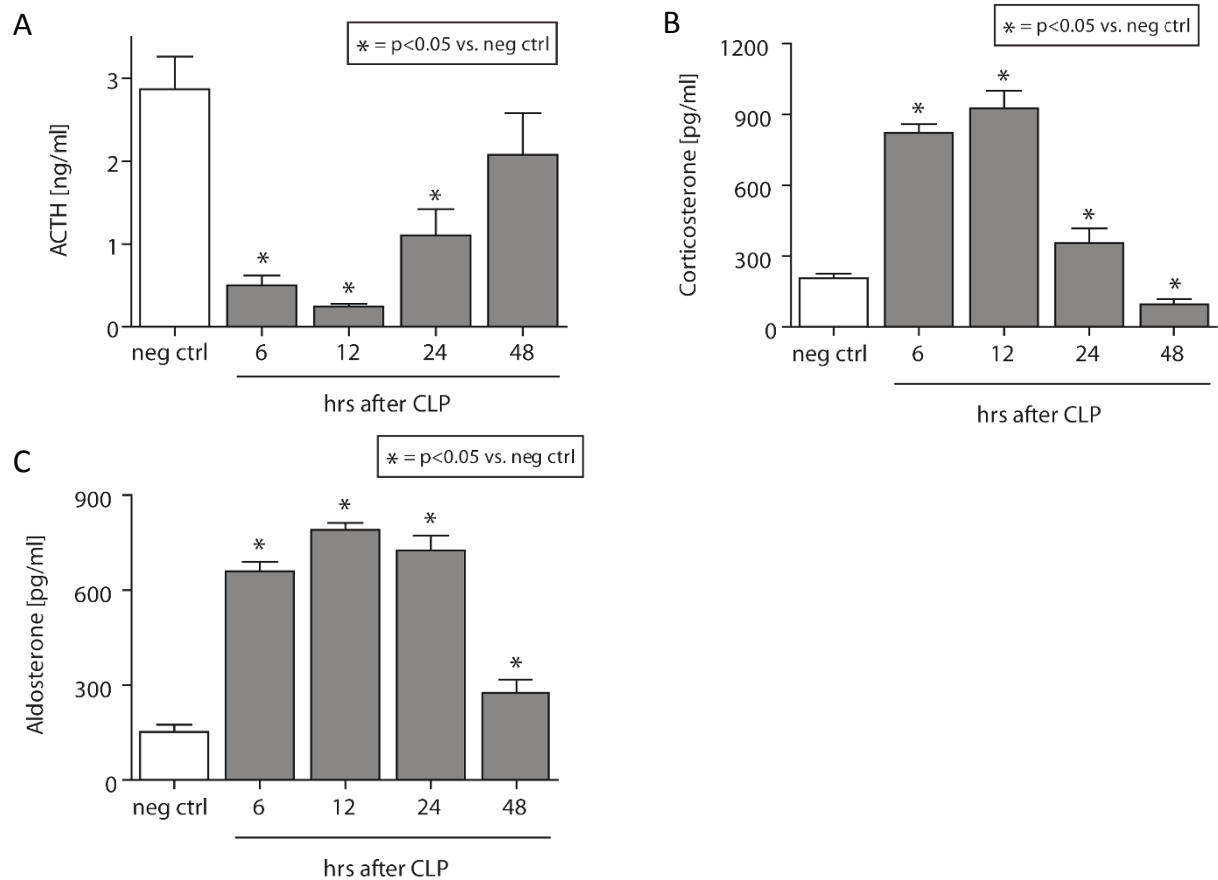 A
* = p<0.05 vs. neg ctrl
ACTH [ng/ml]
3
2
1
0
*
*
*
neg ctrl 6 12 24 48
hrs after CLP
B
* = p<0.05 vs. neg ctrl
Corticosterone [pg/ml]
1200
900
600
300
0
*
*
*
*
neg ctrl 6 12 24 48
hrs after CLP
C
* = p<0.05 vs. neg ctrl
Aldosterone [pg/ml]
900
600
300
0
*
*
*
*
neg ctrl 6 12 24 48
hrs after CLP